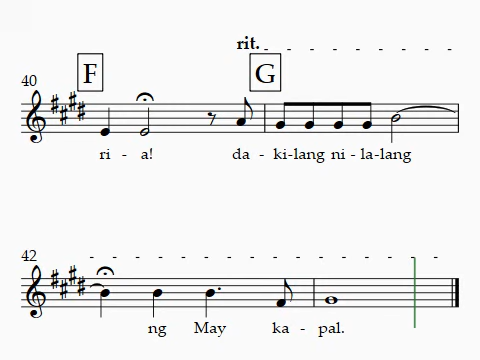 rit.
F G
40
ri - a! da - ki-lang ni - la-lang
42
ng May ka - pal.